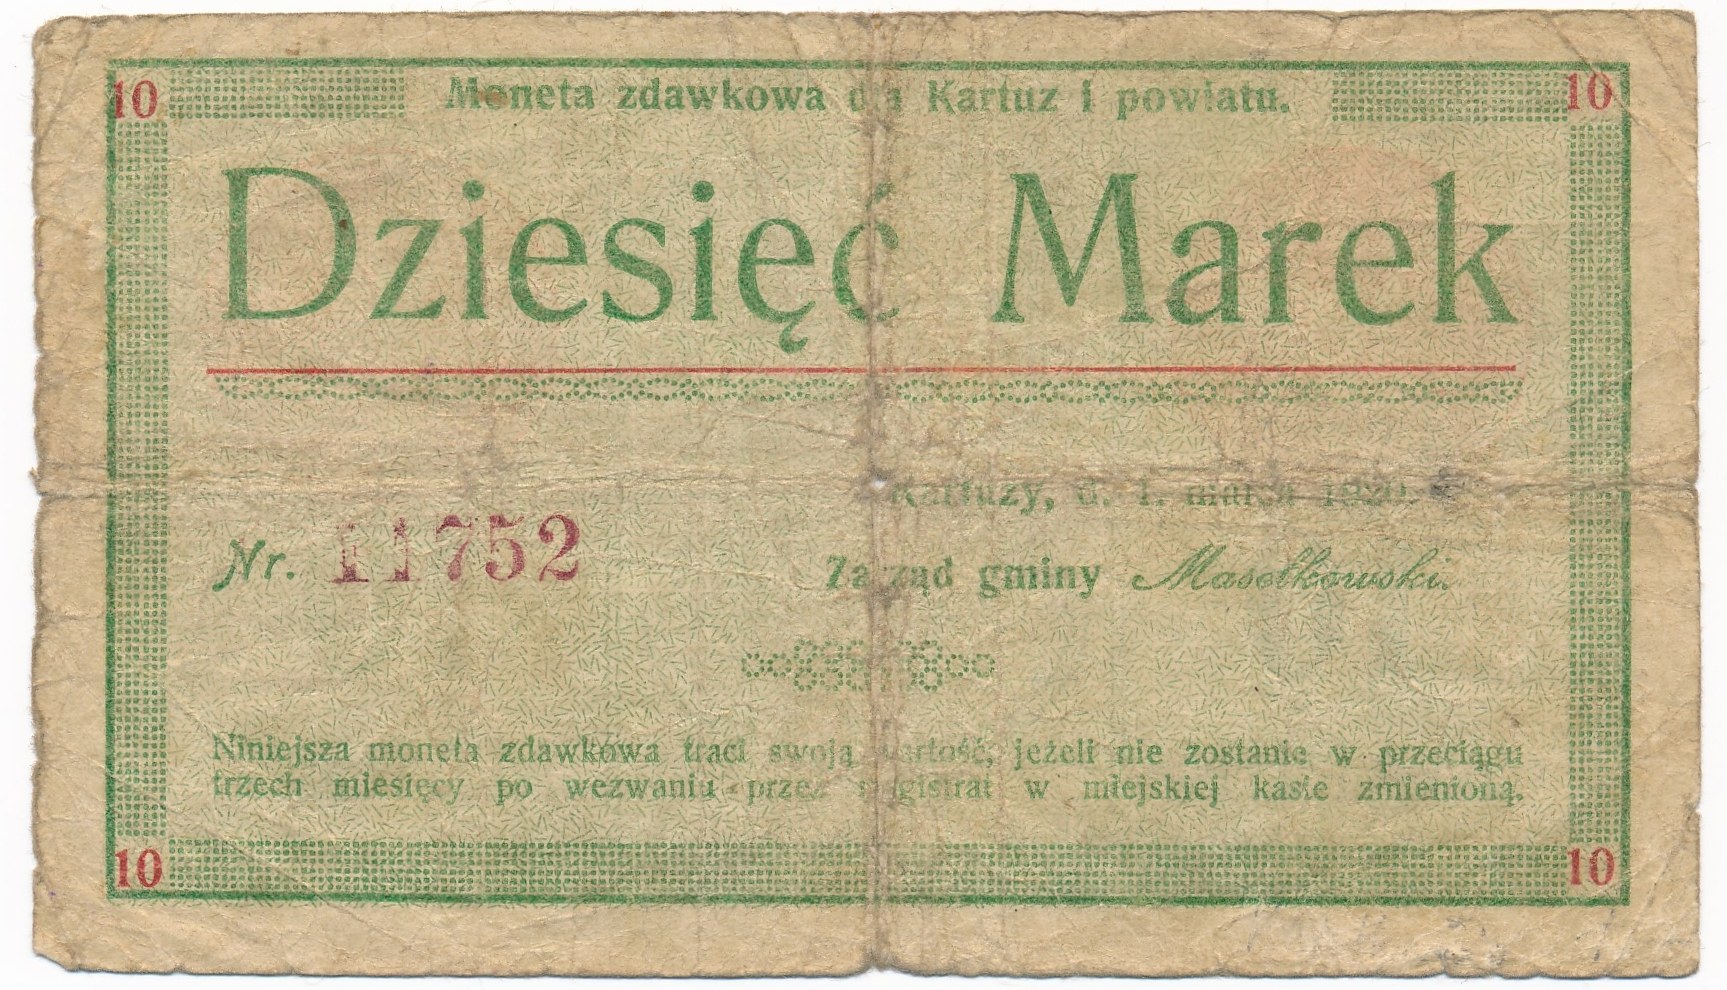 10 Moneta zdawkowa dla Kartuz i powiatu. 10
Dziesięć Marek
Kartuzy, d. 1. marca 1920.
Nr. 11752
Zarząd gminy Masełkowski.
Niniejsza moneta zdawkowa traci swoją wartość, jeżeli nie zostanie w przeciągu
trzech miesięcy po wezwaniu przez magistrat w miejskiej kasie zmienioną.
10 10